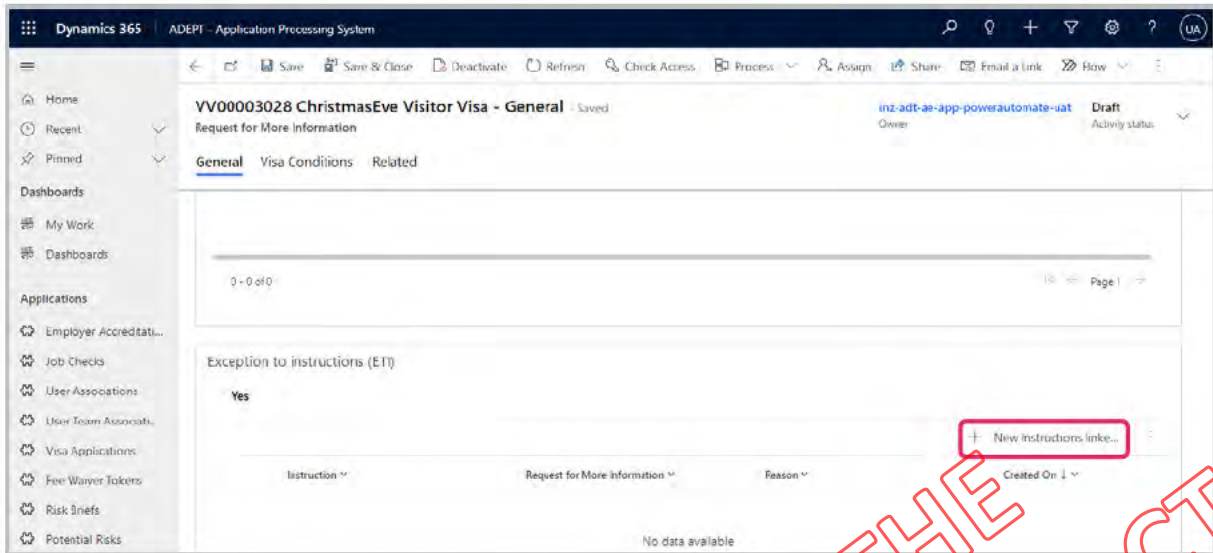 Dynamics 365 ADEPT - Application Processing System ? UA
Save Save & Close Deactivate Refresh Check Access Process Assign Share Email a Link Flow
Home
Recent
Pinned
Dashboards
My Work
Dashboards
Applications
Employer Accreditati...
Job Checks
User Associations
User Team Associati...
Visa Applications
Fee Waiver Tokens
Risk Briefs
Potential Risks
VV00003028 ChristmasEve Visitor Visa - General - Saved
Request for More Information
inz-adt-ae-app-powerautomate-uat
Owner
Draft
Activity status
General Visa Conditions Related
0 - 0 of 0 Page 1
Exception to instructions (ETI)
Yes
+ New Instructions linke...
Instruction Request for More Information Reason Created On ↓
No data available
THE
CT